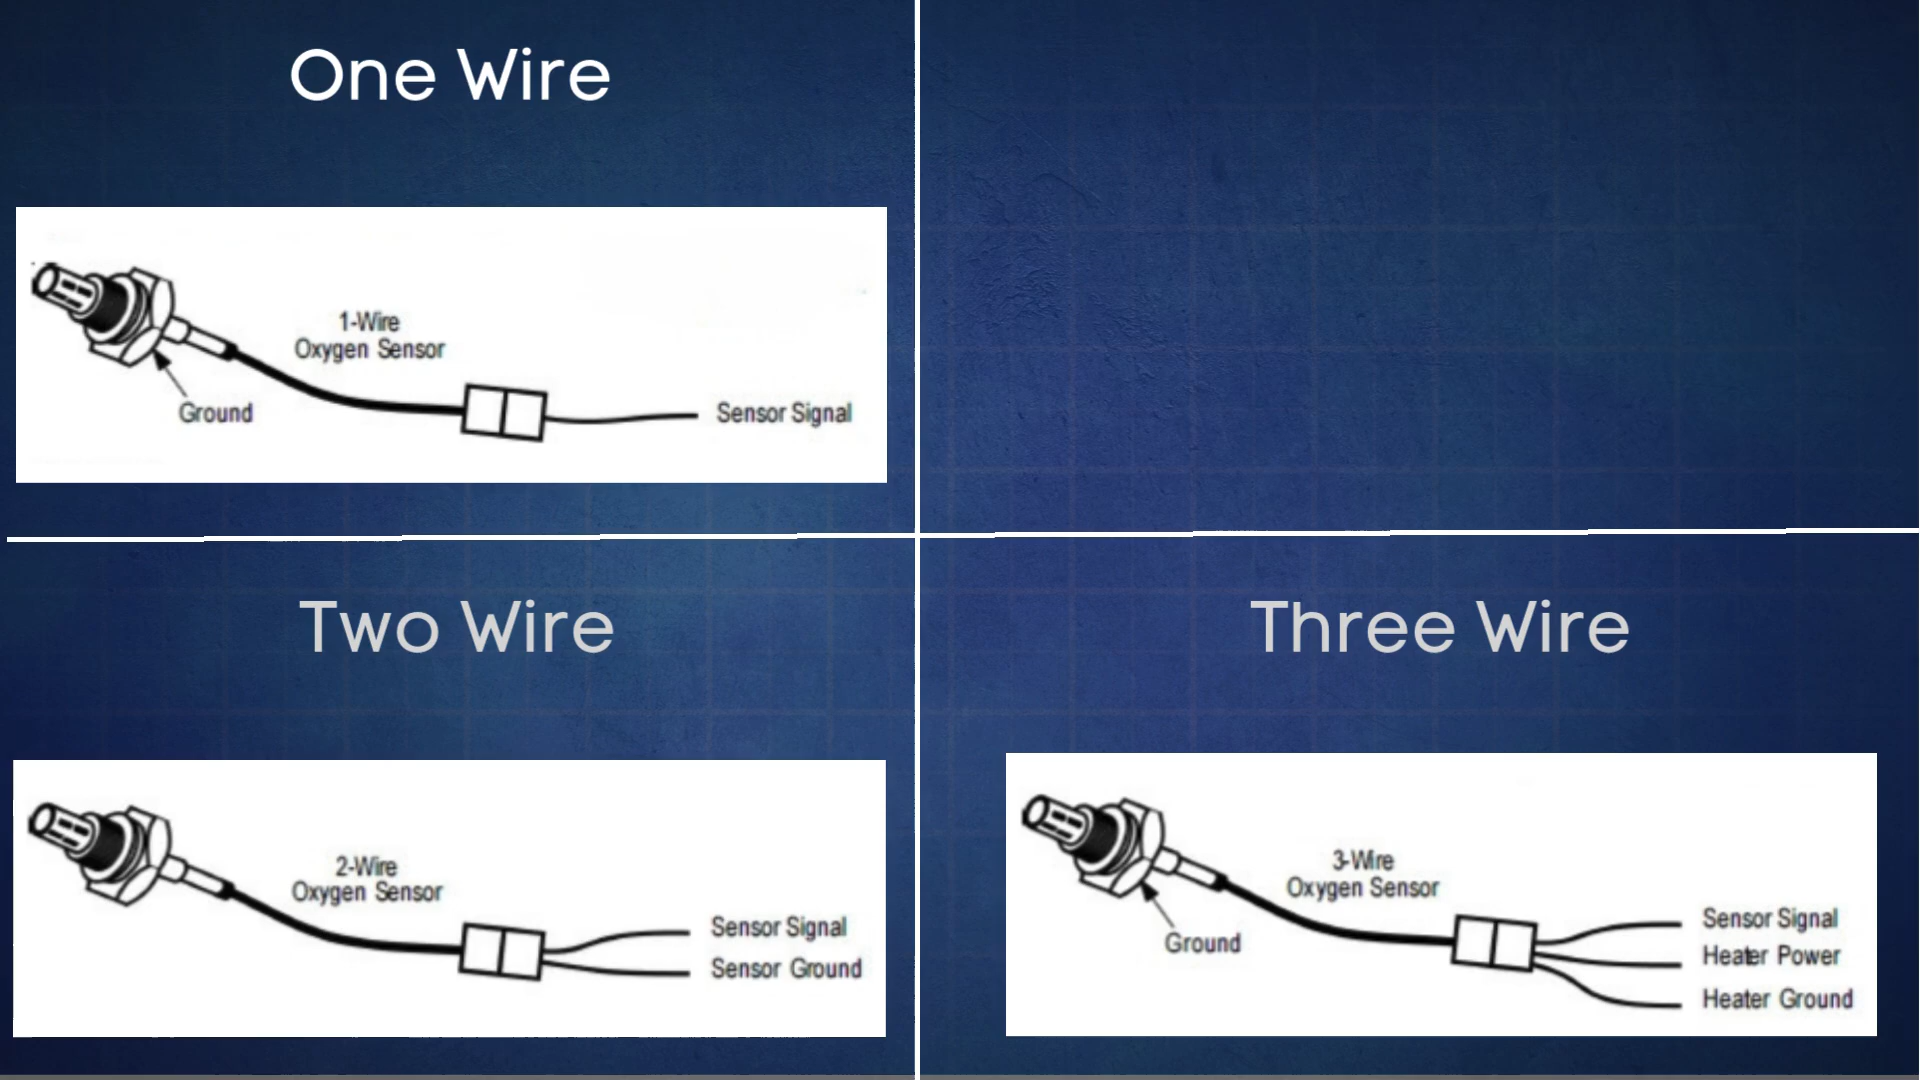 One Wire
1-Wire
Oxygen Sensor
Ground
Sensor Signal
Two Wire
2-Wire
Oxygen Sensor
Sensor Signal
Sensor Ground
Three Wire
3-Wire
Oxygen Sensor
Ground
Sensor Signal
Heater Power
Heater Ground